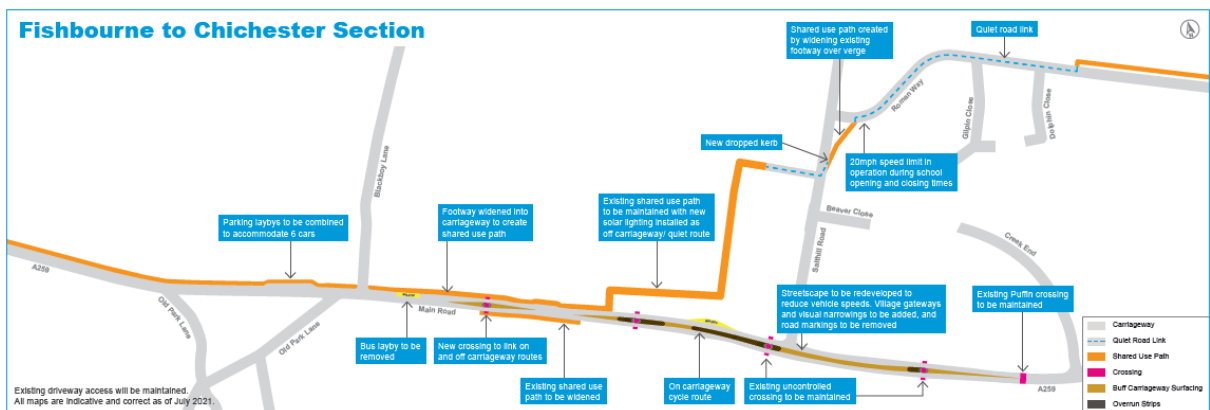 Fishbourne to Chichester Section
Shared use path created
by widening existing
footway over verge
Quiet road link
Roman Way
Gilpin Close
Godwin Close
New dropped kerb
20mph speed limit in
operation during school
opening and closing times
Blackboy Lane
Parking laybys to be combined
to accommodate 6 cars
Footway widened into
carriageway to create
shared use path
Existing shared use path
to be maintained with new
solar lighting installed as
off carriageway/ quiet route
Beaver Close
Salthill Road
Creek End
A259
Old Park Lane
Old Park Lane
Main Road
Streetscape to be redeveloped to
reduce vehicle speeds. Village gateways
and visual narrowings to be added, and
road markings to be removed
Existing Puffin crossing
to be maintained
Bus layby to be
removed
New crossing to link on
and off carriageway routes
Existing shared use
path to be widened
On carriageway
cycle route
Existing uncontrolled
crossing to be maintained
A259
Carriageway
Quiet Road Link
Shared Use Path
Crossing
Buff Carriageway Surfacing
Overrun Strips
Existing driveway access will be maintained.
All maps are indicative and correct as of July 2021.